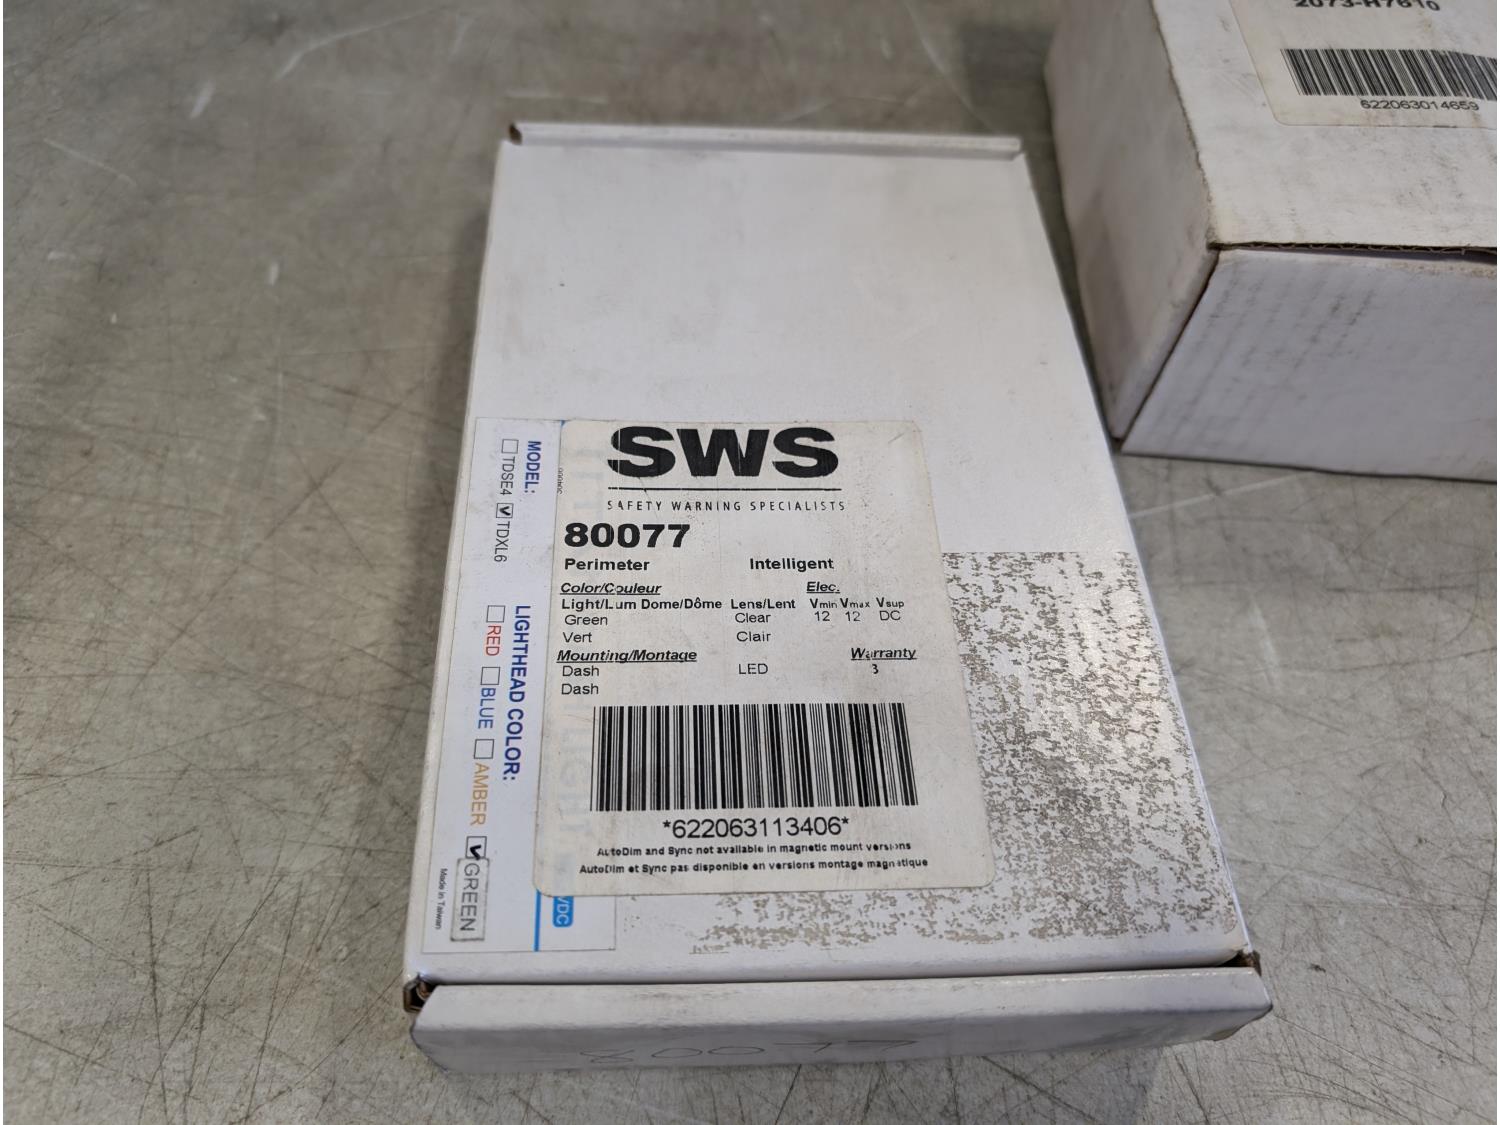 2073-H7610
622063014659
SWS
SAFETY WARNING SPECIALISTS
80077
Perimeter Intelligent
Color/Couleur Elec.
Light/Lum Dome/Dôme Lens/Lent Vmin Vmax Vsup
Green Clear 12 12 DC
Vert Clair
Mounting/Montage Warranty
Dash LED 3
Dash
*622063113406*
AutoDim and Sync not available in magnetic mount versions
AutoDim et Sync pas disponible en versions montage magnétique
MODEL:
TDSE4 TDXL6
LIGHTHEAD COLOR:
RED BLUE AMBER GREEN
Made in Taiwan
VDC
80077